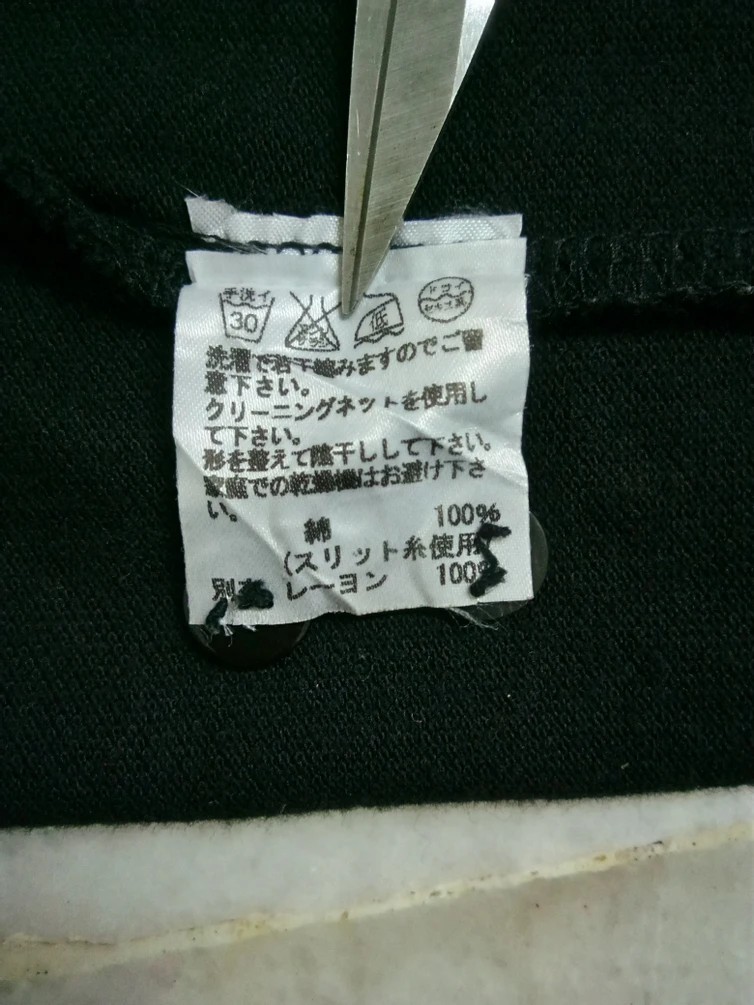 手洗イ
30
低
洗濯で若干縮みますのでご留
意下さい。
クリーニングネットを使用し
て下さい。
形を整えて陰干しして下さい。
家庭での乾燥機はお避け下さ
い。
綿 100%
(スリット糸使用
レーヨン 100%